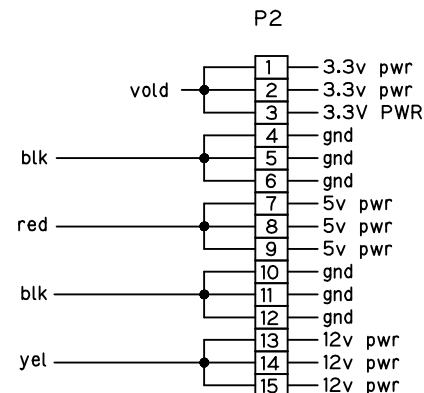 P2
1 3.3v pwr
vold 2 3.3v pwr
3 3.3V PWR
4 gnd
blk 5 gnd
6 gnd
7 5v pwr
red 8 5v pwr
9 5v pwr
10 gnd
blk 11 gnd
12 gnd
13 12v pwr
yel 14 12v pwr
15 12v pwr